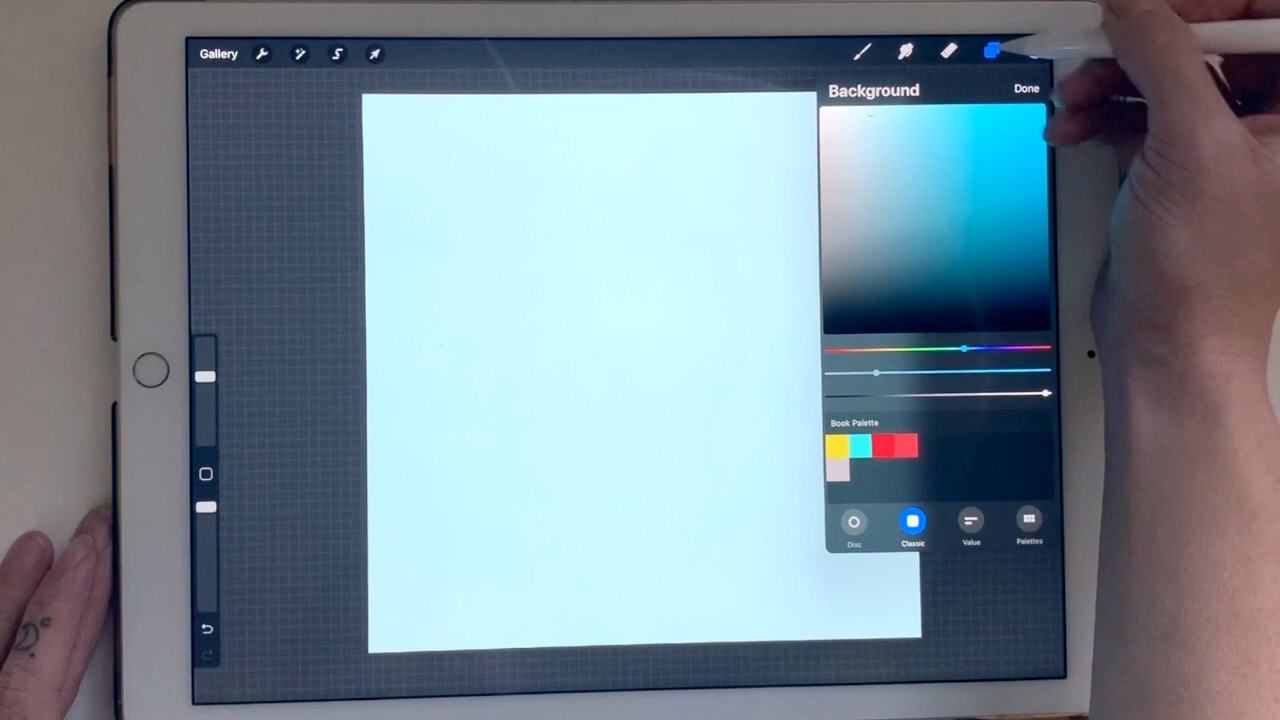 Gallery
Background
Done
Book Palette
Disc
Classic
Value
Palettes